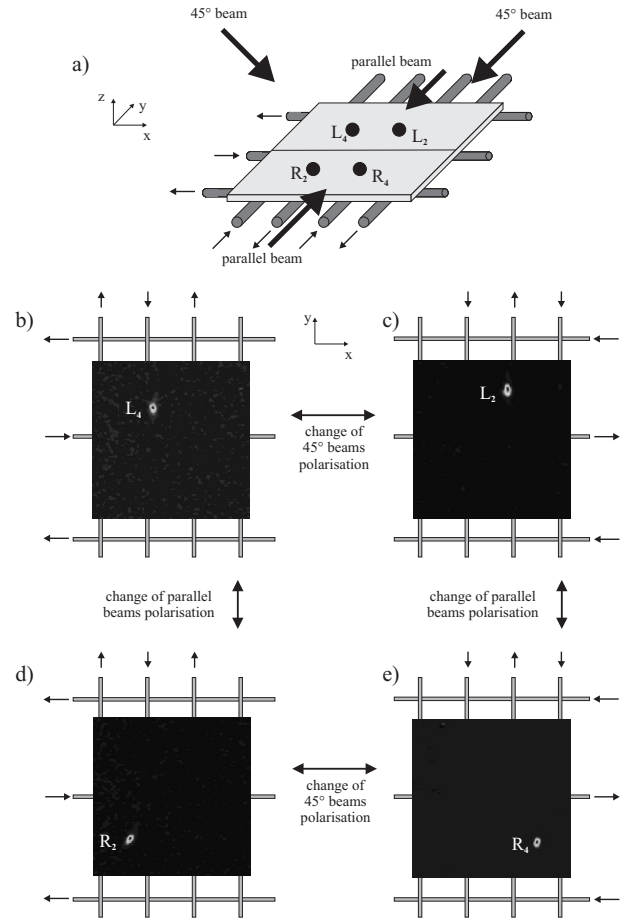 45° beam
45° beam
a)
parallel beam
z
y
x
L4
L2
R2
R4
parallel beam
b)
y
x
c)
L4
L2
change of
45° beams
polarisation
change of parallel
beams polarisation
change of parallel
beams polarisation
d)
e)
change of
45° beams
polarisation
R2
R4